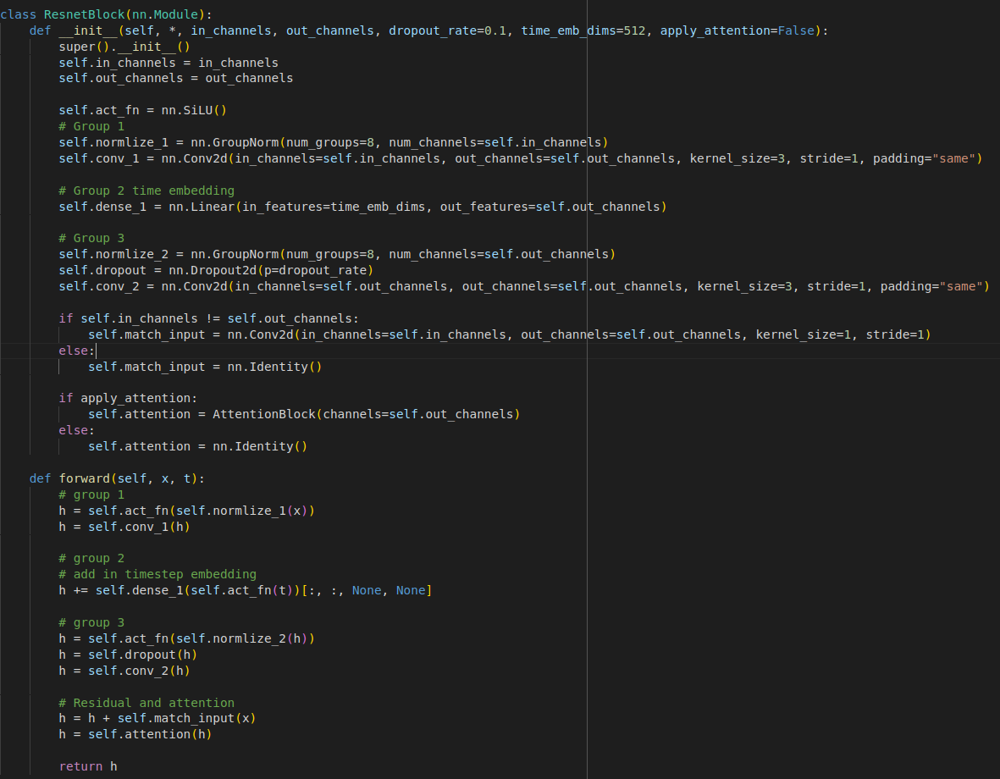 class ResnetBlock(nn.Module):
    def __init__(self, *, in_channels, out_channels, dropout_rate=0.1, time_emb_dims=512, apply_attention=False):
        super().__init__()
        self.in_channels = in_channels
        self.out_channels = out_channels

        self.act_fn = nn.SiLU()
        # Group 1
        self.normlize_1 = nn.GroupNorm(num_groups=8, num_channels=self.in_channels)
        self.conv_1 = nn.Conv2d(in_channels=self.in_channels, out_channels=self.out_channels, kernel_size=3, stride=1, padding="same")

        # Group 2 time embedding
        self.dense_1 = nn.Linear(in_features=time_emb_dims, out_features=self.out_channels)

        # Group 3
        self.normlize_2 = nn.GroupNorm(num_groups=8, num_channels=self.out_channels)
        self.dropout = nn.Dropout2d(p=dropout_rate)
        self.conv_2 = nn.Conv2d(in_channels=self.out_channels, out_channels=self.out_channels, kernel_size=3, stride=1, padding="same")

        if self.in_channels != self.out_channels:
            self.match_input = nn.Conv2d(in_channels=self.in_channels, out_channels=self.out_channels, kernel_size=1, stride=1)
        else:
            self.match_input = nn.Identity()

        if apply_attention:
            self.attention = AttentionBlock(channels=self.out_channels)
        else:
            self.attention = nn.Identity()

    def forward(self, x, t):
        # group 1
        h = self.act_fn(self.normlize_1(x))
        h = self.conv_1(h)

        # group 2
        # add in timestep embedding
        h += self.dense_1(self.act_fn(t))[:, :, None, None]

        # group 3
        h = self.act_fn(self.normlize_2(h))
        h = self.dropout(h)
        h = self.conv_2(h)

        # Residual and attention
        h = h + self.match_input(x)
        h = self.attention(h)

        return h